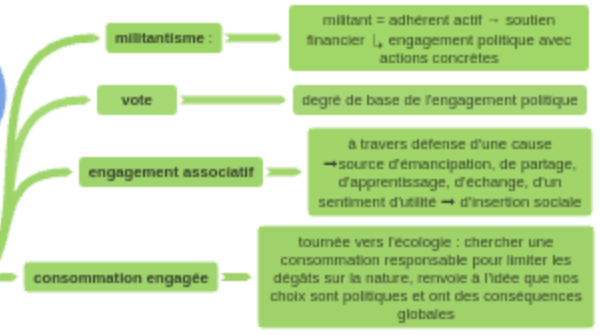 militantisme :
militant = adhérent actif → soutien
financier ↳ engagement politique avec
actions concrètes
vote
degré de base de l'engagement politique
engagement associatif
à travers défense d'une cause
→source d'émancipation, de partage,
d'apprentissage, d'échange, d'un
sentiment d'utilité → d'insertion sociale
consommation engagée
tournée vers l'écologie : chercher une
consommation responsable pour limiter les
dégâts sur la nature, renvoie à l'idée que nos
choix sont politiques et ont des conséquences
globales